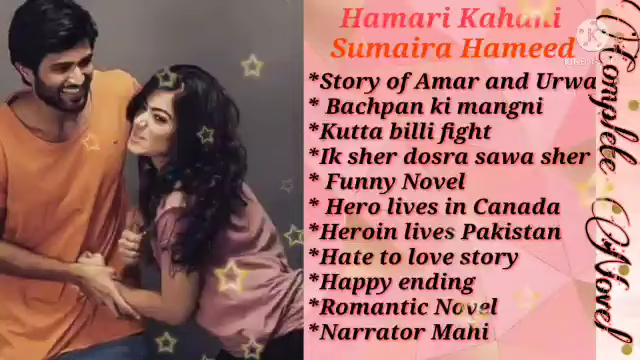 Hamari Kahani
Sumaira Hameed
*Story of Amar and Urwa
* Bachpan ki mangni
*Kutta billi fight
*Ik sher dosra sawa sher
* Funny Novel
* Hero lives in Canada
*Heroin lives Pakistan
*Hate to love story
*Happy ending
*Romantic Novel
*Narrator Mahi
Complete Novel